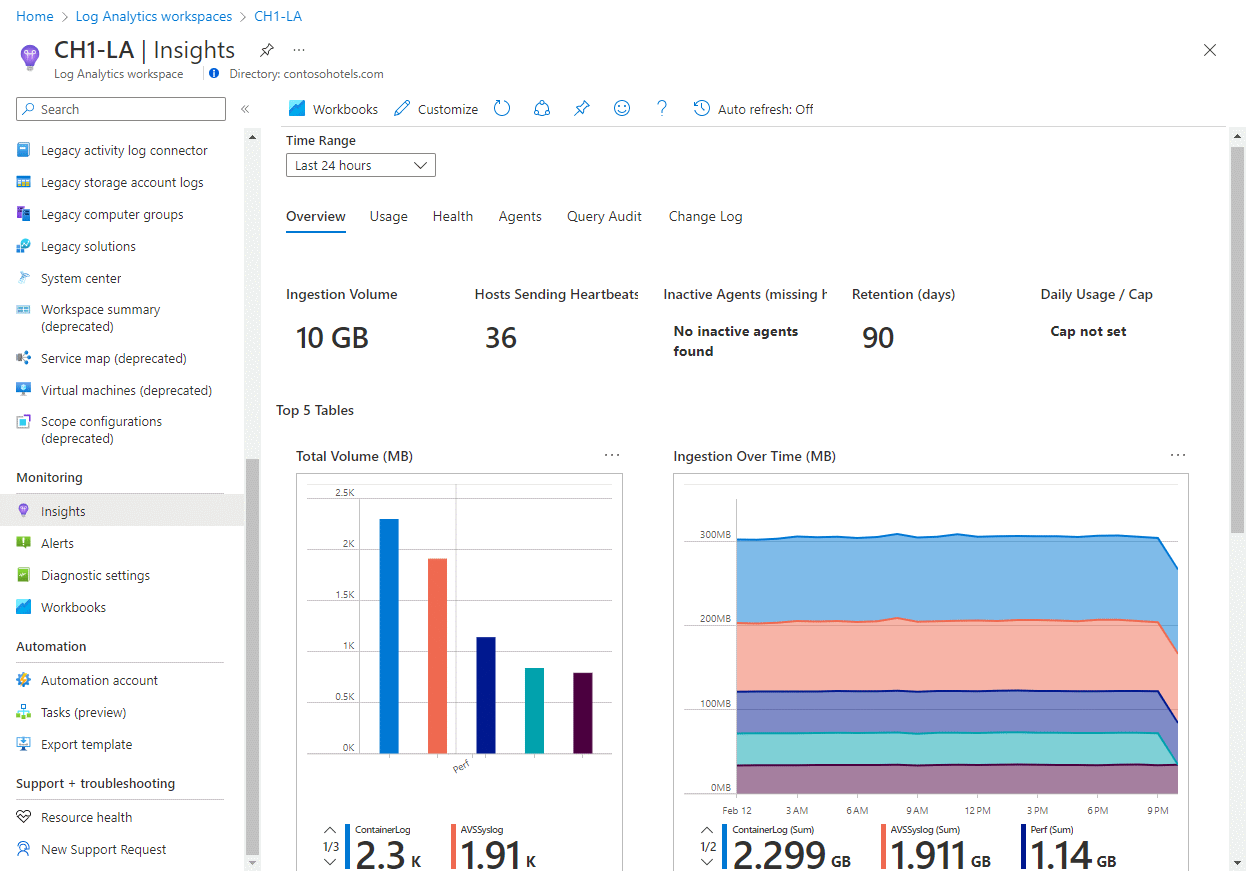 Home > Log Analytics workspaces > CH1-LA
CH1-LA | Insights
Log Analytics workspace
Directory: contosohotels.com
Search
Legacy activity log connector
Legacy storage account logs
Legacy computer groups
Legacy solutions
System center
Workspace summary
(deprecated)
Service map (deprecated)
Virtual machines (deprecated)
Scope configurations
(deprecated)
Monitoring
Insights
Alerts
Diagnostic settings
Workbooks
Automation
Automation account
Tasks (preview)
Export template
Support + troubleshooting
Resource health
New Support Request
Workbooks Customize Auto refresh: Off
Time Range
Last 24 hours
Overview Usage Health Agents Query Audit Change Log
Ingestion Volume
10 GB
Hosts Sending Heartbeats
36
Inactive Agents (missing h
No inactive agents
found
Retention (days)
90
Daily Usage / Cap
Cap not set
Top 5 Tables
Total Volume (MB)
2.5K
2K
1.5K
1K
0.5K
0K
Perf
1/3
ContainerLog
2.3 K
AVSSyslog
1.91 K
Ingestion Over Time (MB)
300MB
200MB
100MB
0MB
Feb 12 3 AM 6 AM 9 AM 12 PM 3 PM 6 PM 9 PM
1/2
ContainerLog (Sum)
2.299 GB
AVSSyslog (Sum)
1.911 GB
Perf (Sum)
1.14 GB